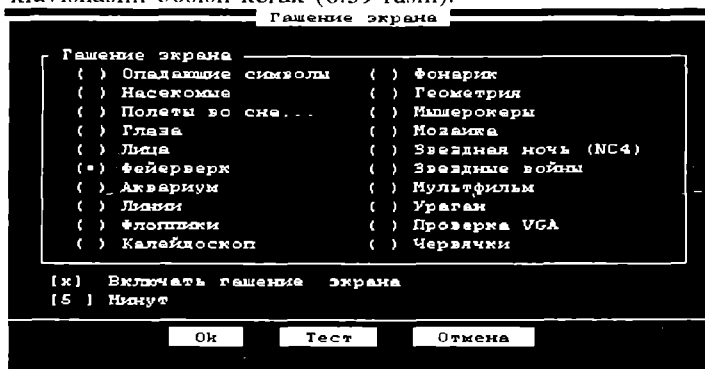 Гашение экрана
Гашение экрана
( ) Опадающие символы ( ) Фонарик
( ) Насекомые ( ) Геометрия
( ) Полеты во сне... ( ) Мышерокеры
( ) Глаза ( ) Мозаика
( ) Лица ( ) Звездная ночь (NC4)
(•) Фейерверк ( ) Звездные войны
( ) Аквариум ( ) Мультфильм
( ) Линии ( ) Ураган
( ) Флоппики ( ) Проверка VGA
( ) Калейдоскоп ( ) Червячки
[x] Включать гашение экрана
[5 ] Минут
Ok Тест Отмена